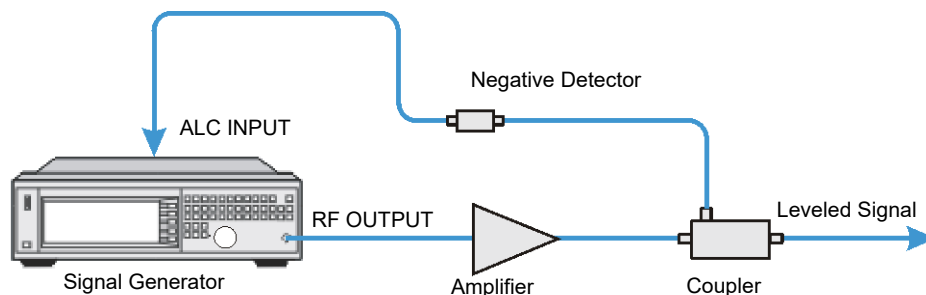 Negative Detector
ALC INPUT
RF OUTPUT
Leveled Signal
Signal Generator
Amplifier
Coupler